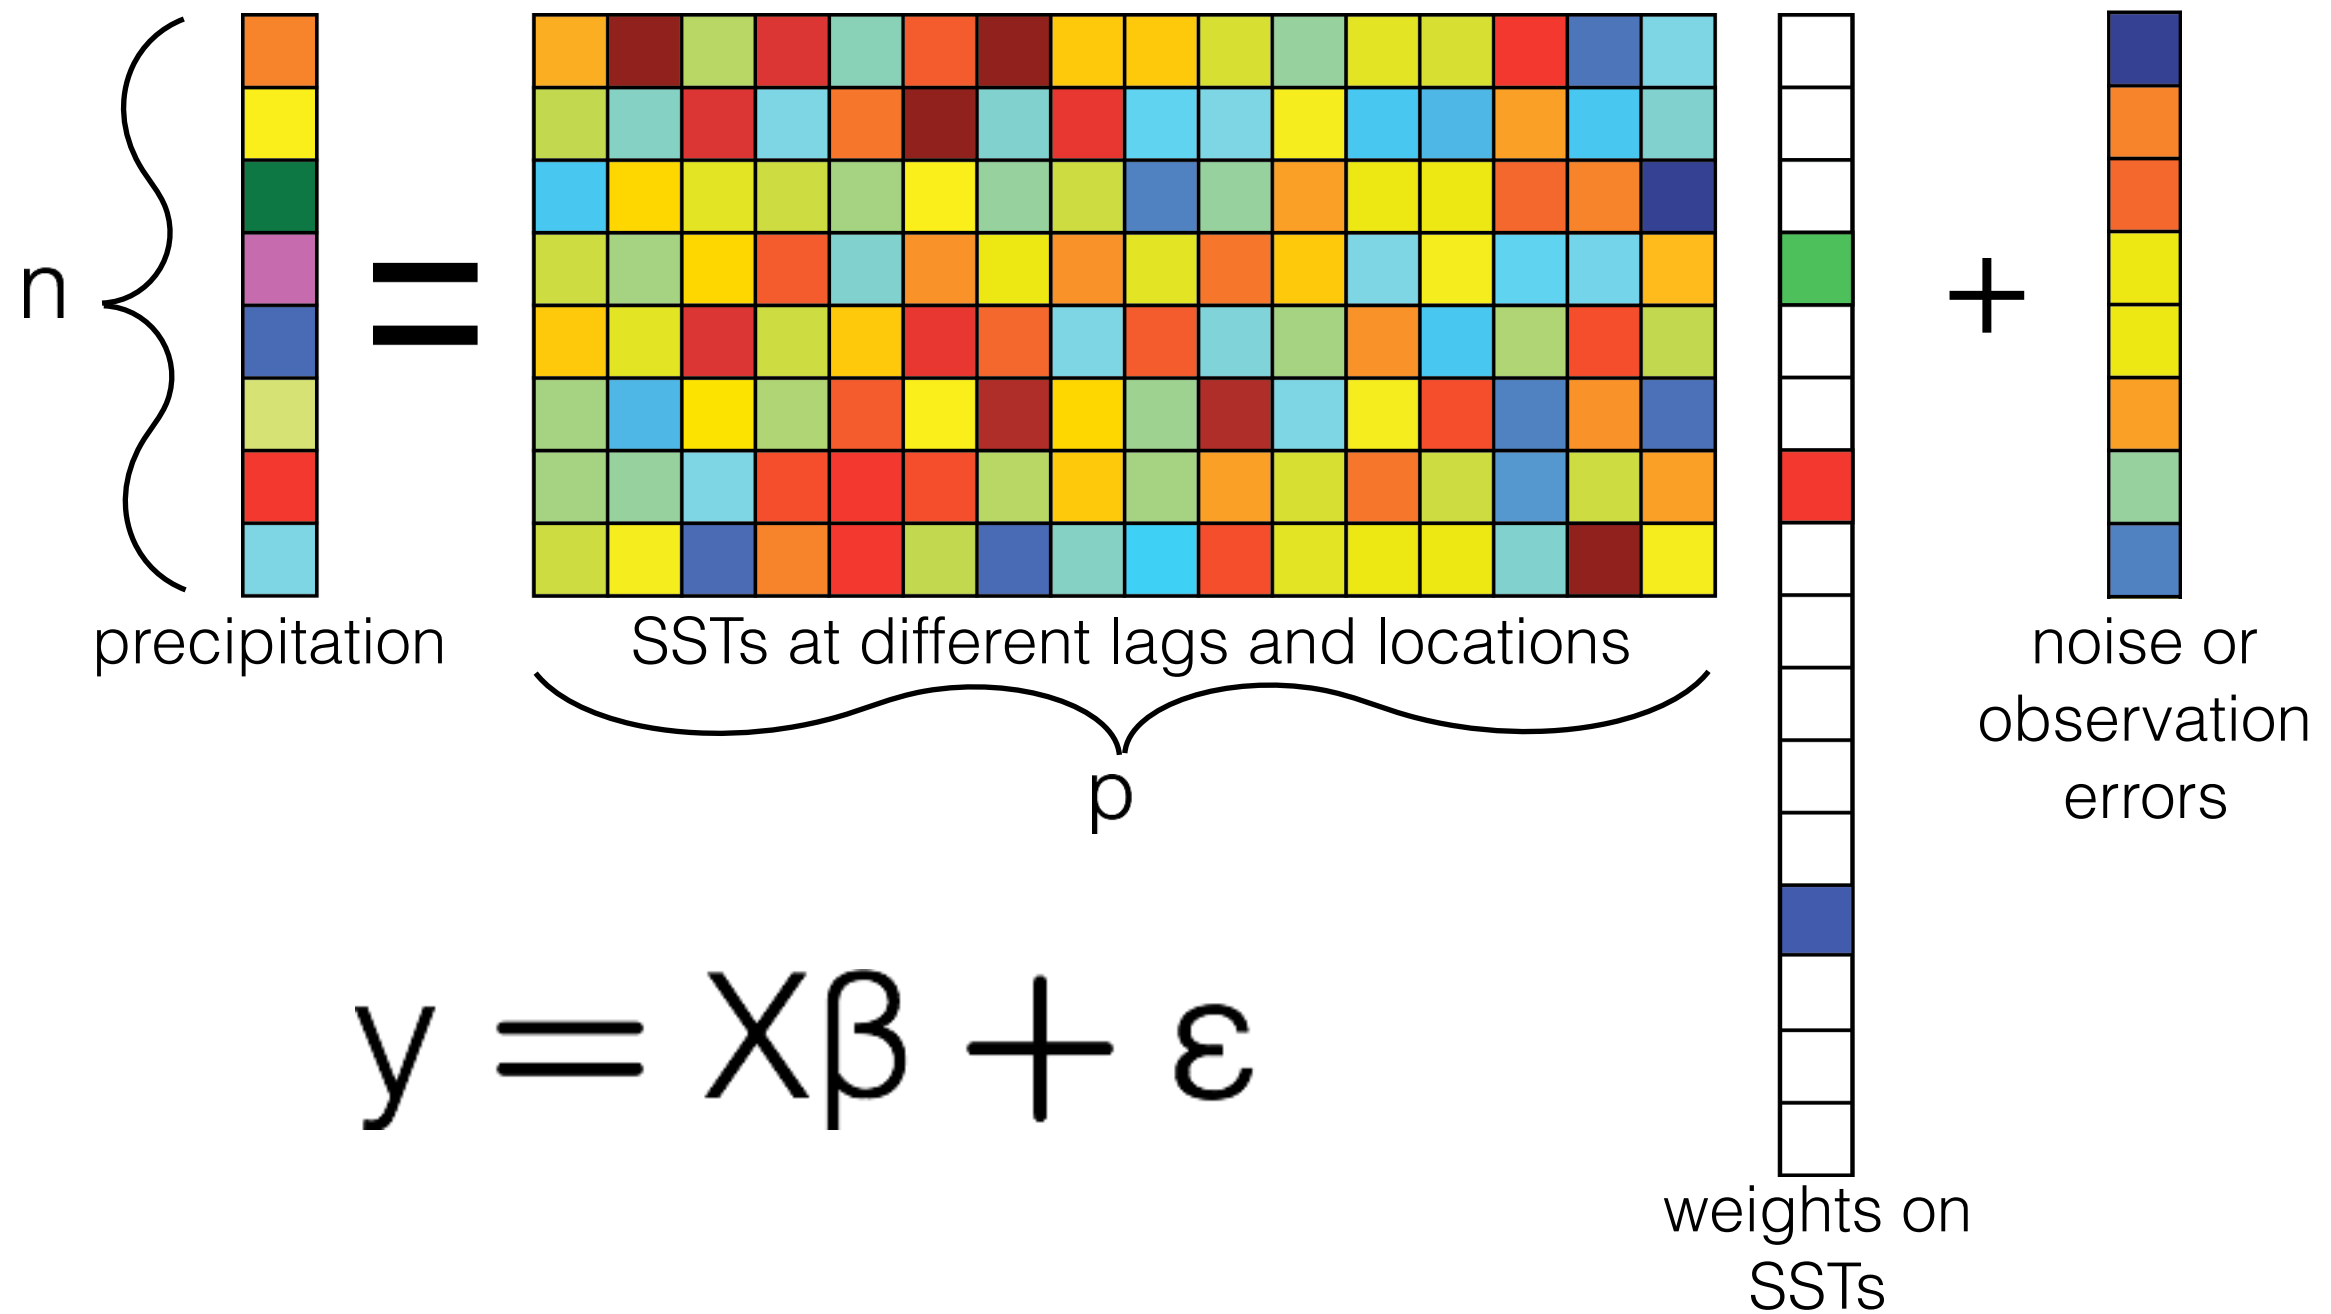 n
=
+
precipitation
SSTs at different lags and locations
p
noise or
observation
errors
y = Xβ + ε
weights on
SSTs